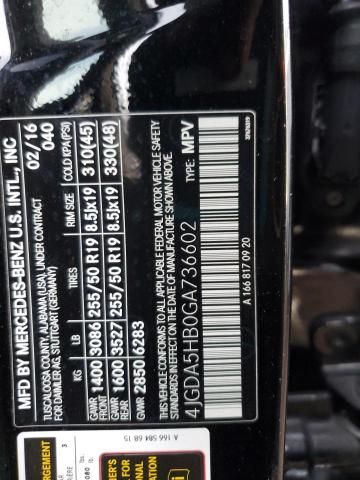 MFD BY MERCEDES-BENZ U.S. INTL., INC
TUSCALOOSA COUNTY, ALABAMA (USA), UNDER CONTRACT
FOR DAIMLER AG, STUTTGART (GERMANY)
02/16
040
KG LB TIRES RIM SIZE COLD KPA(PSI)
GAWR FRONT 1400 3086 255/50 R19 8.5Jx19 310(45)
GAWR REAR 1600 3527 255/50 R19 8.5Jx19 330(48)
GVWR 2850 6283
THIS VEHICLE CONFORMS TO ALL APPLICABLE FEDERAL MOTOR VEHICLE SAFETY
STANDARDS IN EFFECT ON THE DATE OF MANUFACTURE SHOWN ABOVE.
4JGDA5HB0GA736602 TYPE: MPV
A 166 817 09 20
A 166 584 68 15